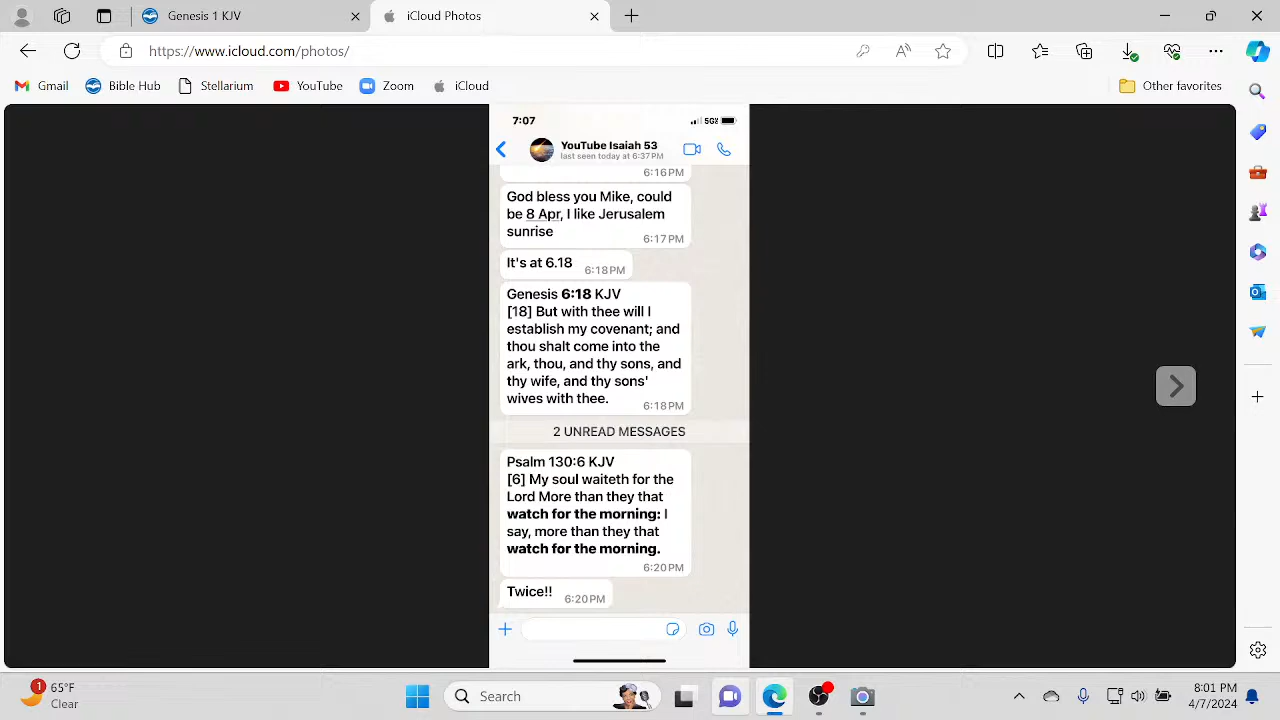 Genesis 1 KJV
iCloud Photos
https://www.icloud.com/photos/
Gmail
Bible Hub
Stellarium
YouTube
Zoom
iCloud
Other favorites
7:07
YouTube Isaiah 53
last seen today at 6:37 PM
6:16 PM
God bless you Mike, could
be 8 Apr, I like Jerusalem
sunrise
6:17 PM
It's at 6.18
6:18 PM
Genesis 6:18 KJV
[18] But with thee will I
establish my covenant; and
thou shalt come into the
ark, thou, and thy sons, and
thy wife, and thy sons'
wives with thee.
6:18 PM
2 UNREAD MESSAGES
Psalm 130:6 KJV
[6] My soul waiteth for the
Lord More than they that
watch for the morning: I
say, more than they that
watch for the morning.
6:20 PM
Twice!!
6:20 PM
1
65°F
Clear
Search
8:01 PM
4/7/2024